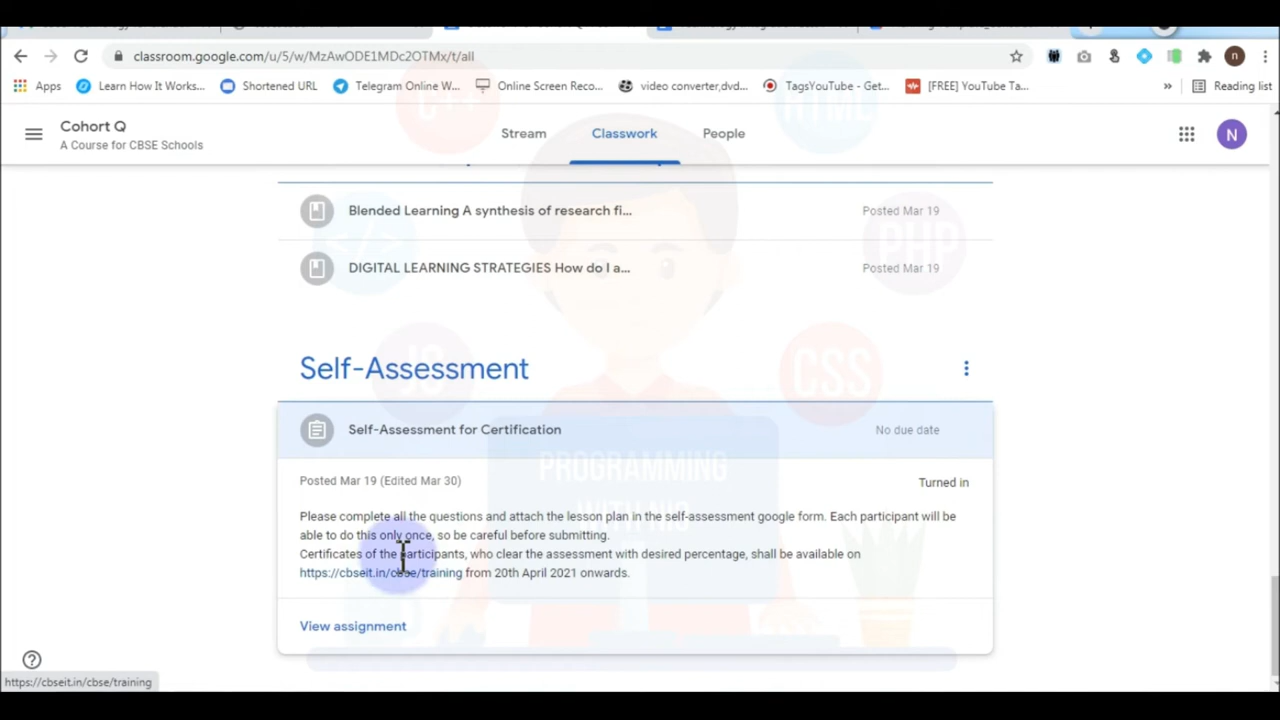 classroom.google.com/u/5/w/MzAwODE1MDc2OTMx/t/all
Apps
Learn How It Works...
Shortened URL
Telegram Online W...
Online Screen Reco...
video converter,dvd...
TagsYouTube - Get...
[FREE] YouTube Ta...
»
Reading list
n
C++
HTML
Cohort Q
A Course for CBSE Schools
Stream
Classwork
People
N
Blended Learning A synthesis of research fi...
Posted Mar 19
</>
PHP
DIGITAL LEARNING STRATEGIES How do I a...
Posted Mar 19
Self-Assessment
JS
CSS
Self-Assessment for Certification
No due date
PROGRAMMING
WITH NIS
Posted Mar 19 (Edited Mar 30)
Turned in
Please complete all the questions and attach the lesson plan in the self-assessment google form. Each participant will be
able to do this only once, so be careful before submitting.
Certificates of the participants, who clear the assessment with desired percentage, shall be available on
https://cbseit.in/cbse/training from 20th April 2021 onwards.
View assignment
https://cbseit.in/cbse/training